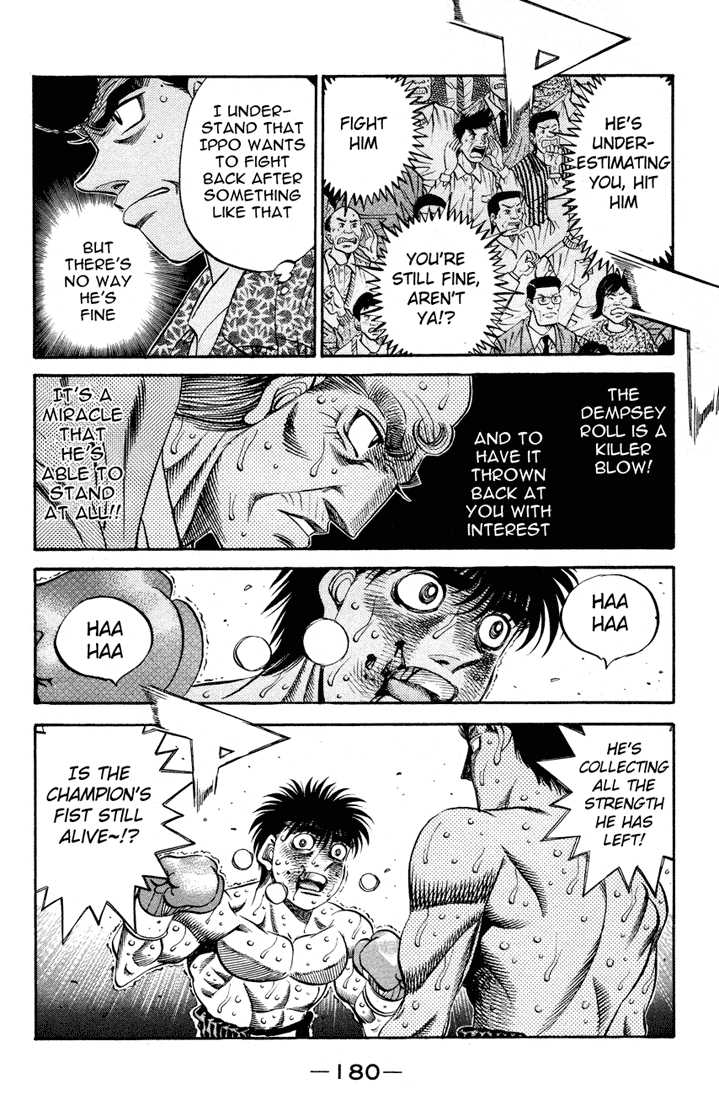 HE'S
UNDER-
ESTIMATING
YOU, HIT
HIM
FIGHT
HIM
YOU'RE
STILL FINE,
AREN'T
YA!?
I UNDER-
STAND THAT
IPPO WANTS
TO FIGHT
BACK AFTER
SOMETHING
LIKE THAT
BUT
THERE'S
NO WAY
HE'S
FINE
THE
DEMPSEY
ROLL IS A
KILLER
BLOW!
AND TO
HAVE IT
THROWN
BACK AT
YOU WITH
INTEREST
IT'S A
MIRACLE
THAT
HE'S
ABLE TO
STAND
AT ALL!!
HAA
HAA
HAA
HAA
HE'S
COLLECTING
ALL THE
STRENGTH
HE HAS
LEFT!
IS THE
CHAMPION'S
FIST STILL
ALIVE~!?
—180—